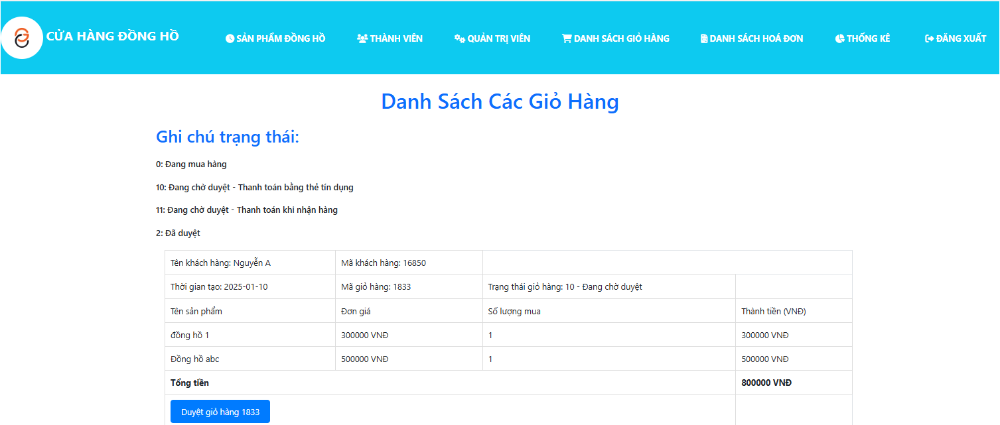 CỬA HÀNG ĐỒNG HỒ SẢN PHẨM ĐỒNG HỒ THÀNH VIÊN QUẢN TRỊ VIÊN DANH SÁCH GIỎ HÀNG DANH SÁCH HOÁ ĐƠN THỐNG KÊ ĐĂNG XUẤT
Danh Sách Các Giỏ Hàng
Ghi chú trạng thái:
0: Đang mua hàng
10: Đang chờ duyệt - Thanh toán bằng thẻ tín dụng
11: Đang chờ duyệt - Thanh toán khi nhận hàng
2: Đã duyệt
Tên khách hàng: Nguyễn A Mã khách hàng: 16850
Thời gian tạo: 2025-01-10 Mã giỏ hàng: 1833 Trạng thái giỏ hàng: 10 - Đang chờ duyệt
Tên sản phẩm Đơn giá Số lượng mua Thành tiền (VNĐ)
đồng hồ 1 300000 VNĐ 1 300000 VNĐ
Đồng hồ abc 500000 VNĐ 1 500000 VNĐ
Tổng tiền 800000 VNĐ
Duyệt giỏ hàng 1833